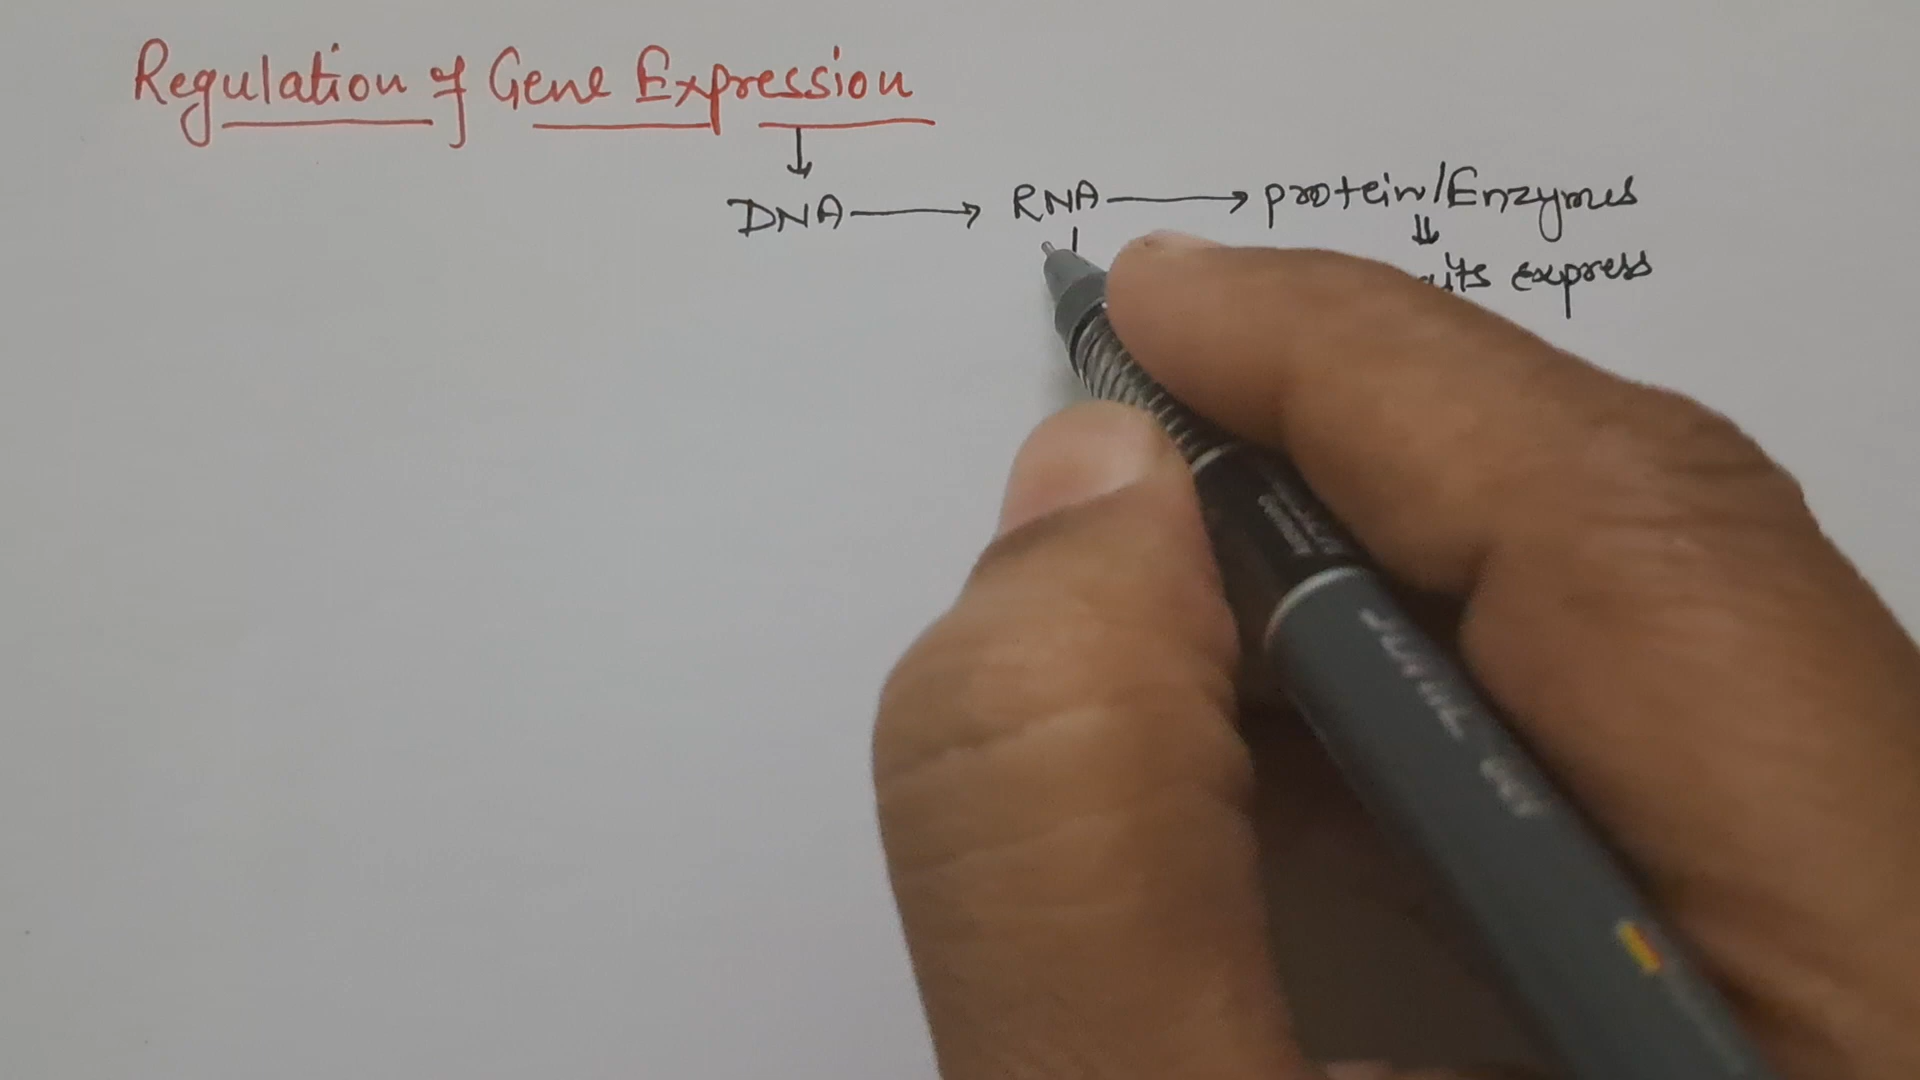 Regulation of Gene Expression
DNA → RNA → protein/Enzymes
express